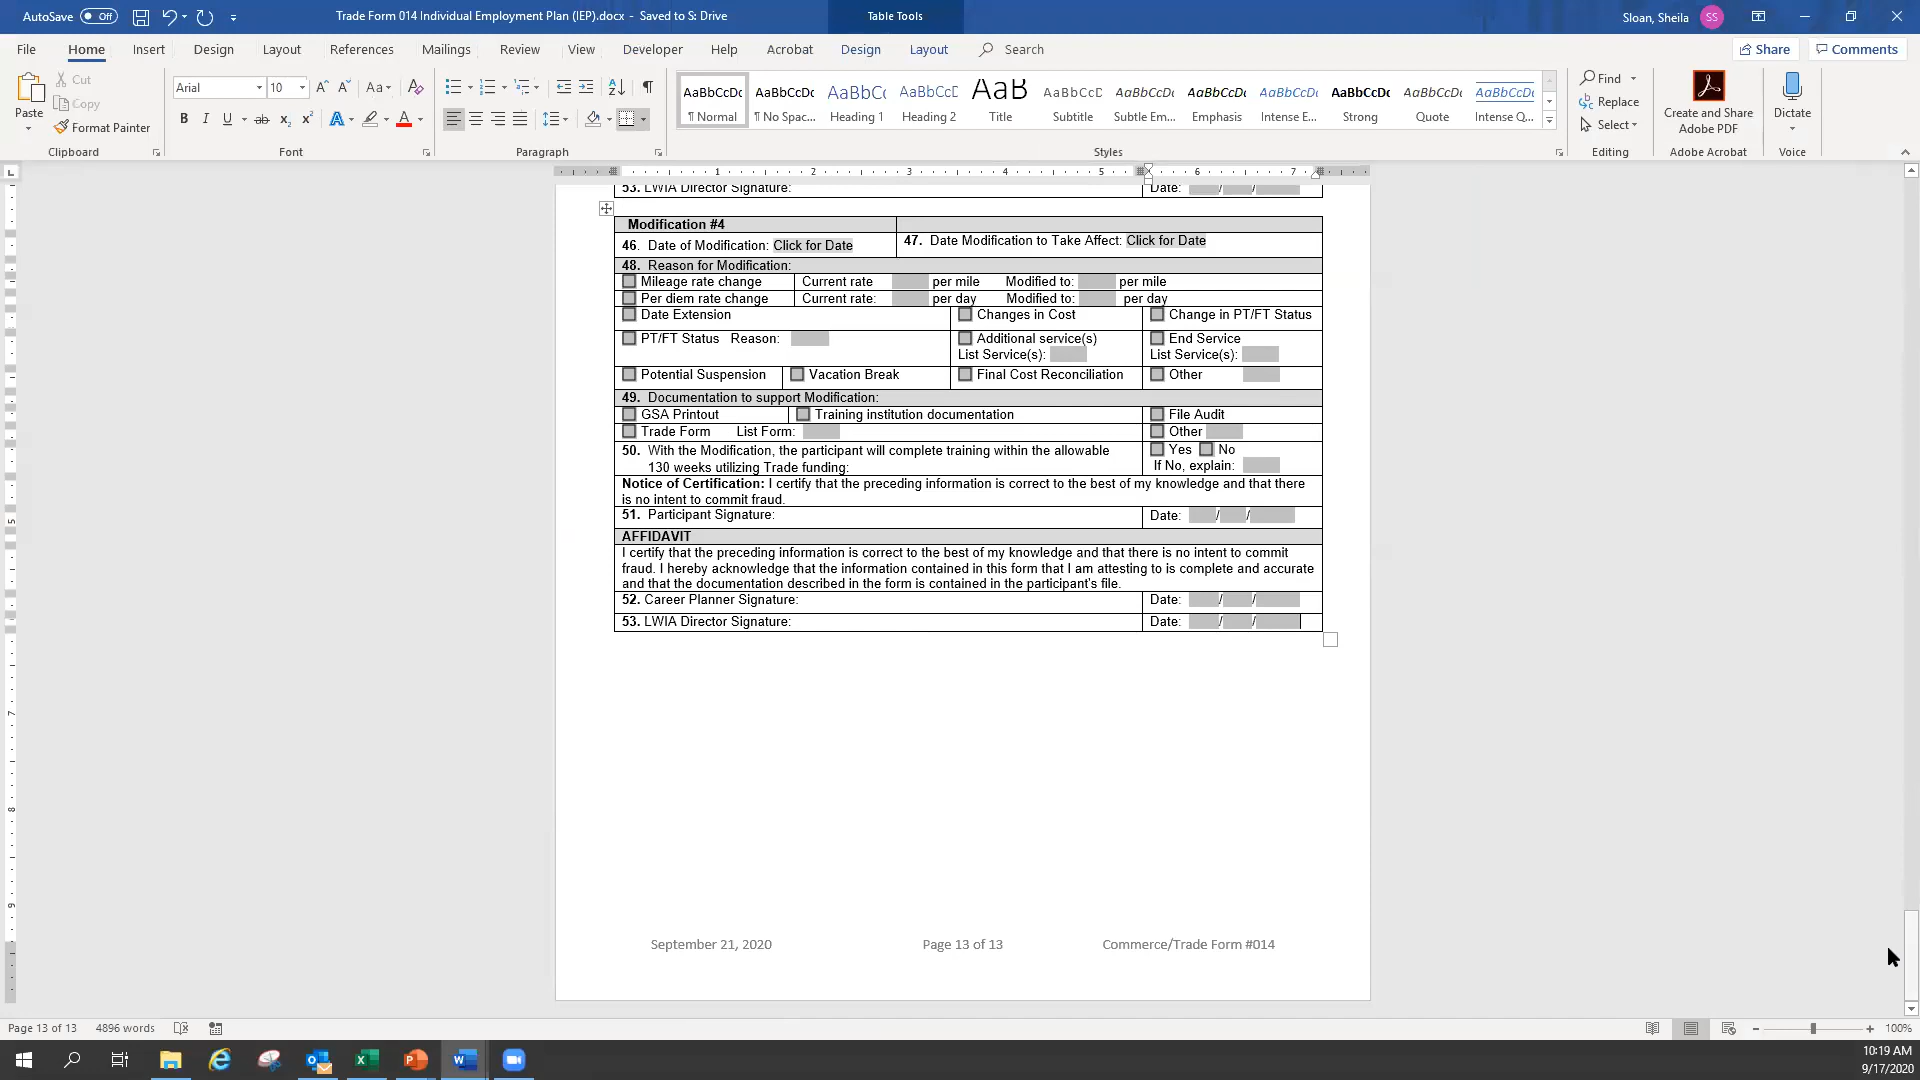 AutoSave Off Trade Form 014 Individual Employment Plan (IEP).docx - Saved to S: Drive Table Tools Sloan, Sheila SS
File Home Insert Design Layout References Mailings Review View Developer Help Acrobat Design Layout Search Share Comments
Cut
Copy
Format Painter
Paste
Arial 10 Aa
B I U ab x₂ x² A A
AaBbCcDc AaBbCcDc AaBbCc AaBbCcD AaB AaBbCcD AaBbCcDc AaBbCcDc AaBbCcDc AaBbCcDc AaBbCcDc AaBbCcDc
¶ Normal ¶ No Spac... Heading 1 Heading 2 Title Subtitle Subtle Em... Emphasis Intense E... Strong Quote Intense Q...
Find
Replace
Select
Create and Share
Adobe PDF
Dictate
Clipboard Font Paragraph Styles Editing Adobe Acrobat Voice
1 2 3 4 5 6 7
53. LWIA Director Signature: Date: / /
Modification #4
46. Date of Modification: Click for Date 47. Date Modification to Take Affect: Click for Date
48. Reason for Modification:
Mileage rate change Current rate per mile Modified to: per mile
Per diem rate change Current rate: per day Modified to: per day
Date Extension Changes in Cost Change in PT/FT Status
PT/FT Status Reason: Additional service(s) End Service
List Service(s): List Service(s):
Potential Suspension Vacation Break Final Cost Reconciliation Other
49. Documentation to support Modification:
GSA Printout Training institution documentation File Audit
Trade Form List Form: Other
50. With the Modification, the participant will complete training within the allowable Yes No
130 weeks utilizing Trade funding: If No, explain:
Notice of Certification: I certify that the preceding information is correct to the best of my knowledge and that there
is no intent to commit fraud.
51. Participant Signature: Date: / /
AFFIDAVIT
I certify that the preceding information is correct to the best of my knowledge and that there is no intent to commit
fraud. I hereby acknowledge that the information contained in this form that I am attesting to is complete and accurate
and that the documentation described in the form is contained in the participant's file.
52. Career Planner Signature: Date: / /
53. LWIA Director Signature: Date: / /
5
7
8
9
September 21, 2020 Page 13 of 13 Commerce/Trade Form #014
Page 13 of 13 4896 words 100%
10:19 AM
9/17/2020